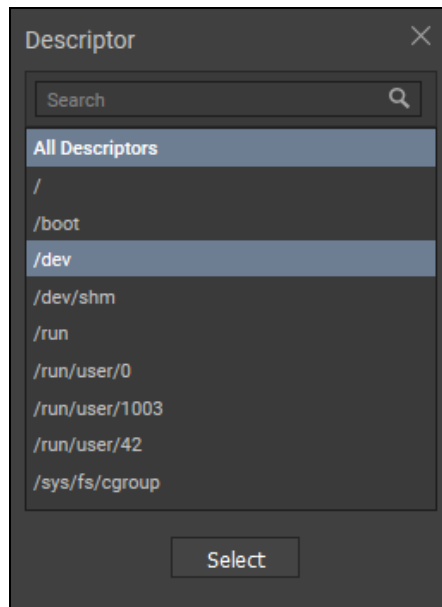 Descriptor
Search
All Descriptors
/
/boot
/dev
/dev/shm
/run
/run/user/0
/run/user/1003
/run/user/42
/sys/fs/cgroup
Select